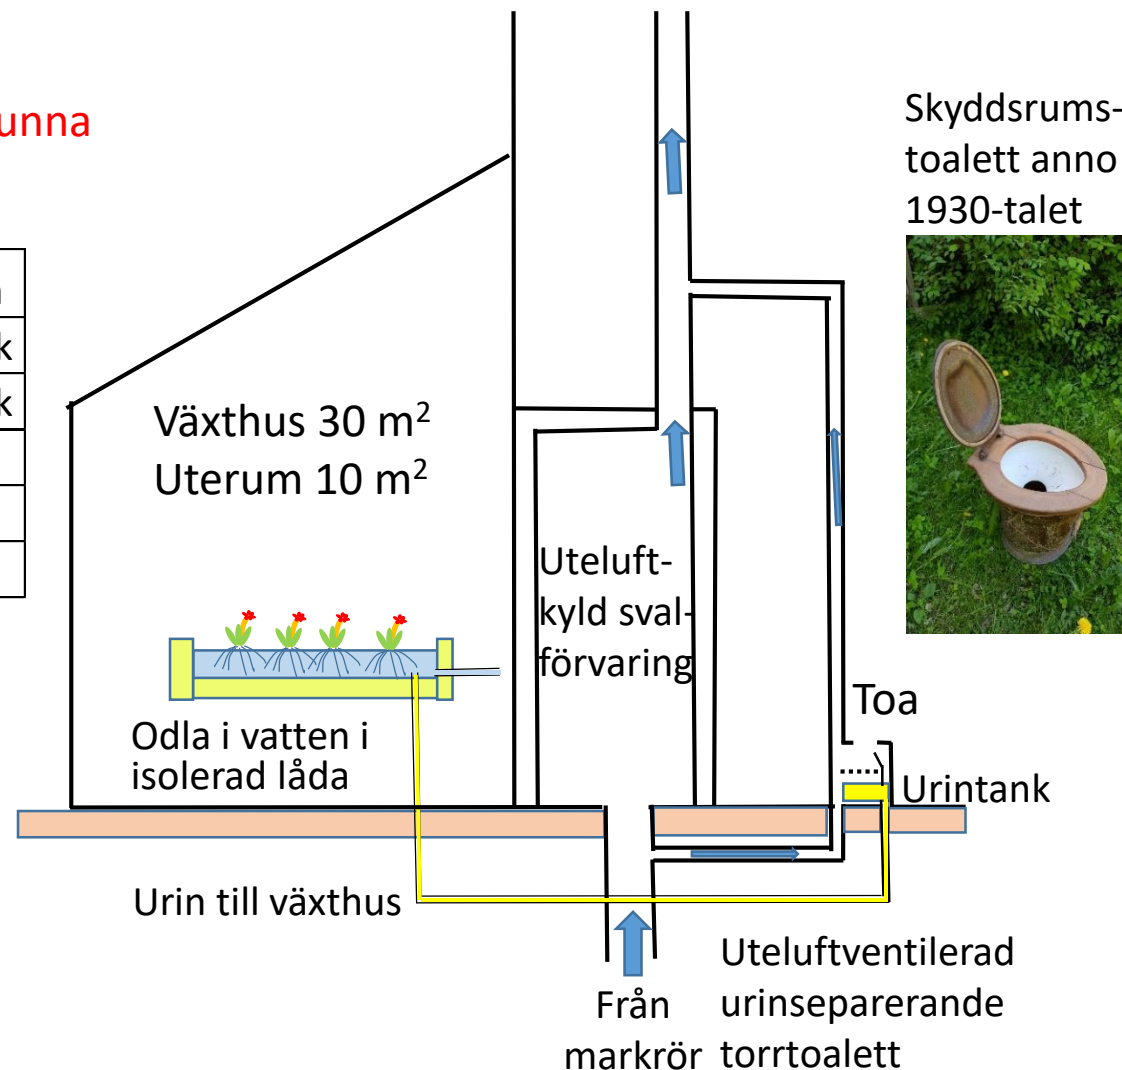 unna
k
k
Skyddsrums-
toalett anno
1930-talet
Växthus 30 m²
Uterum 10 m²
Uteluft-
kyld sval-
förvaring
Odla i vatten i
isolerad låda
Toa
Urintank
Urin till växthus
Från
markrör
Uteluftventilerad
urinseparerande
torrtoalett